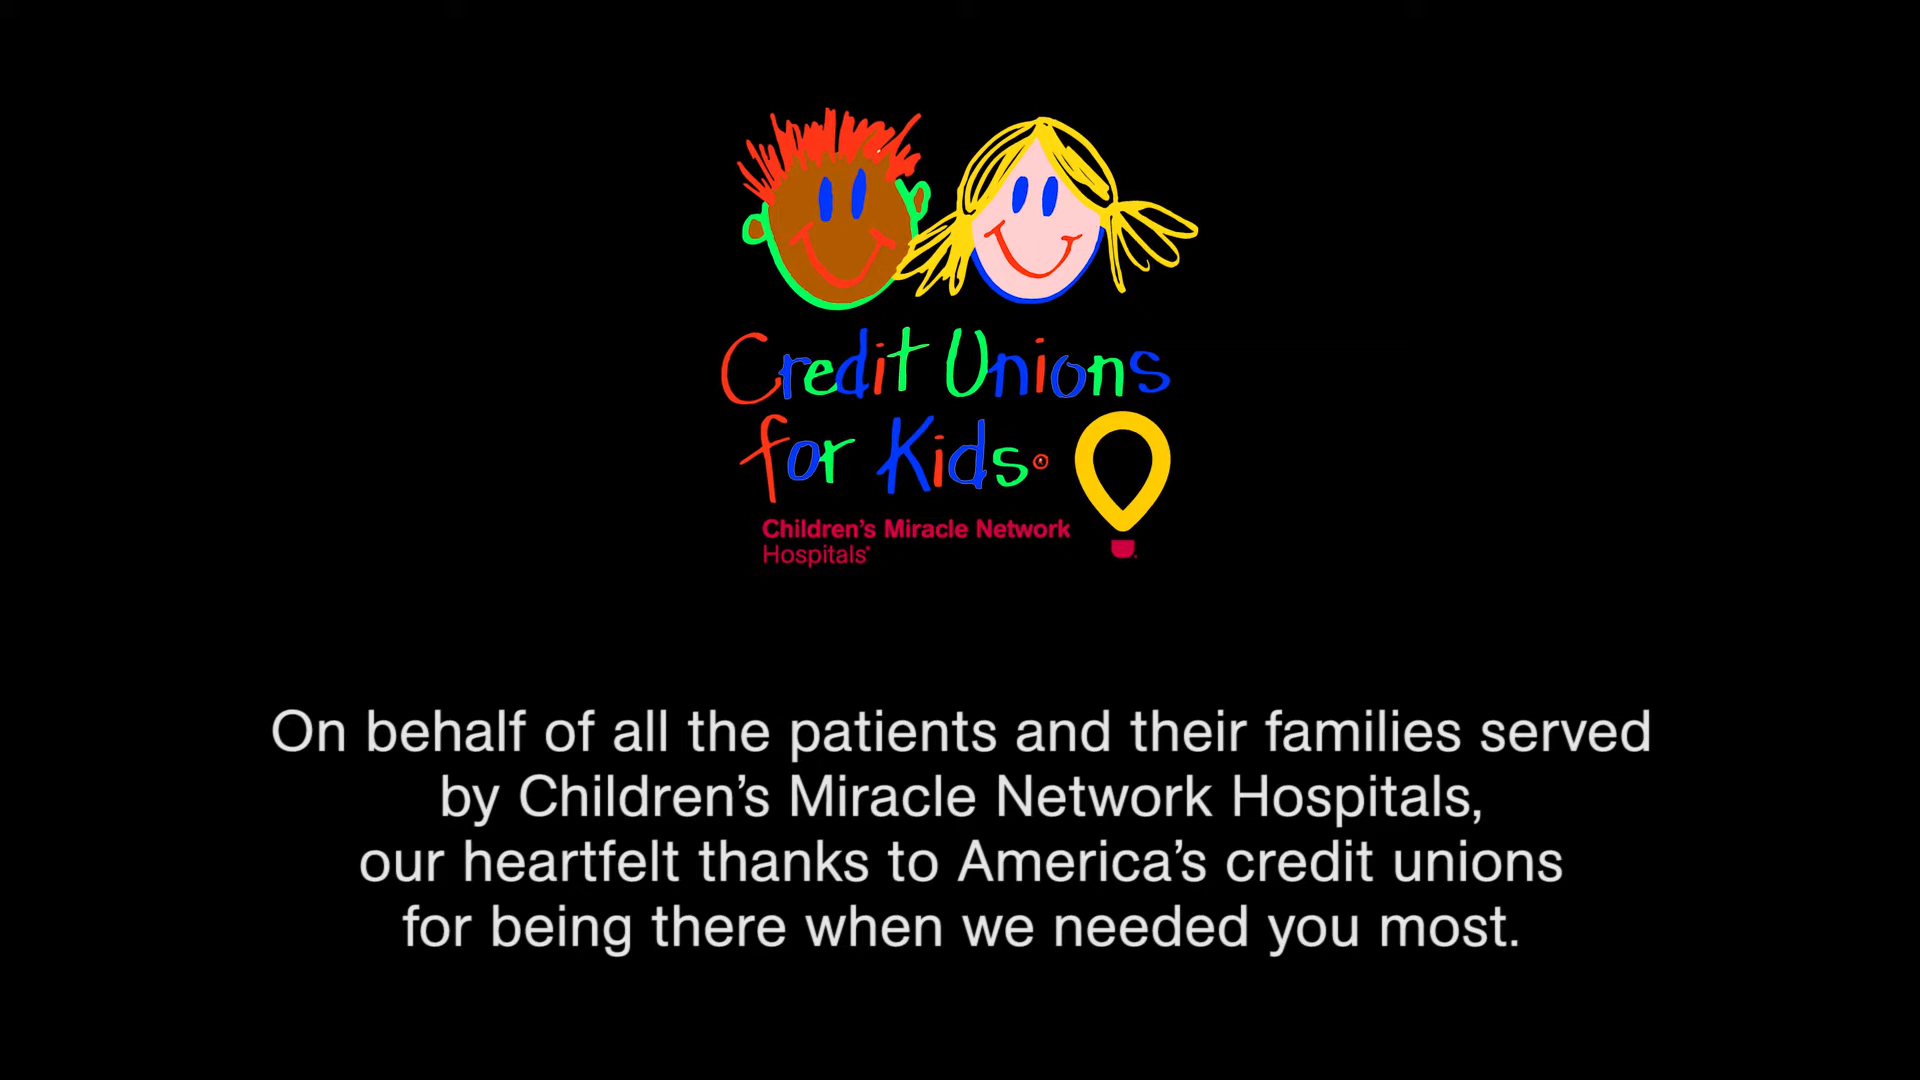 Credit Unions
for Kids®
Children's Miracle Network
Hospitals®
On behalf of all the patients and their families served
by Children’s Miracle Network Hospitals,
our heartfelt thanks to America’s credit unions
for being there when we needed you most.